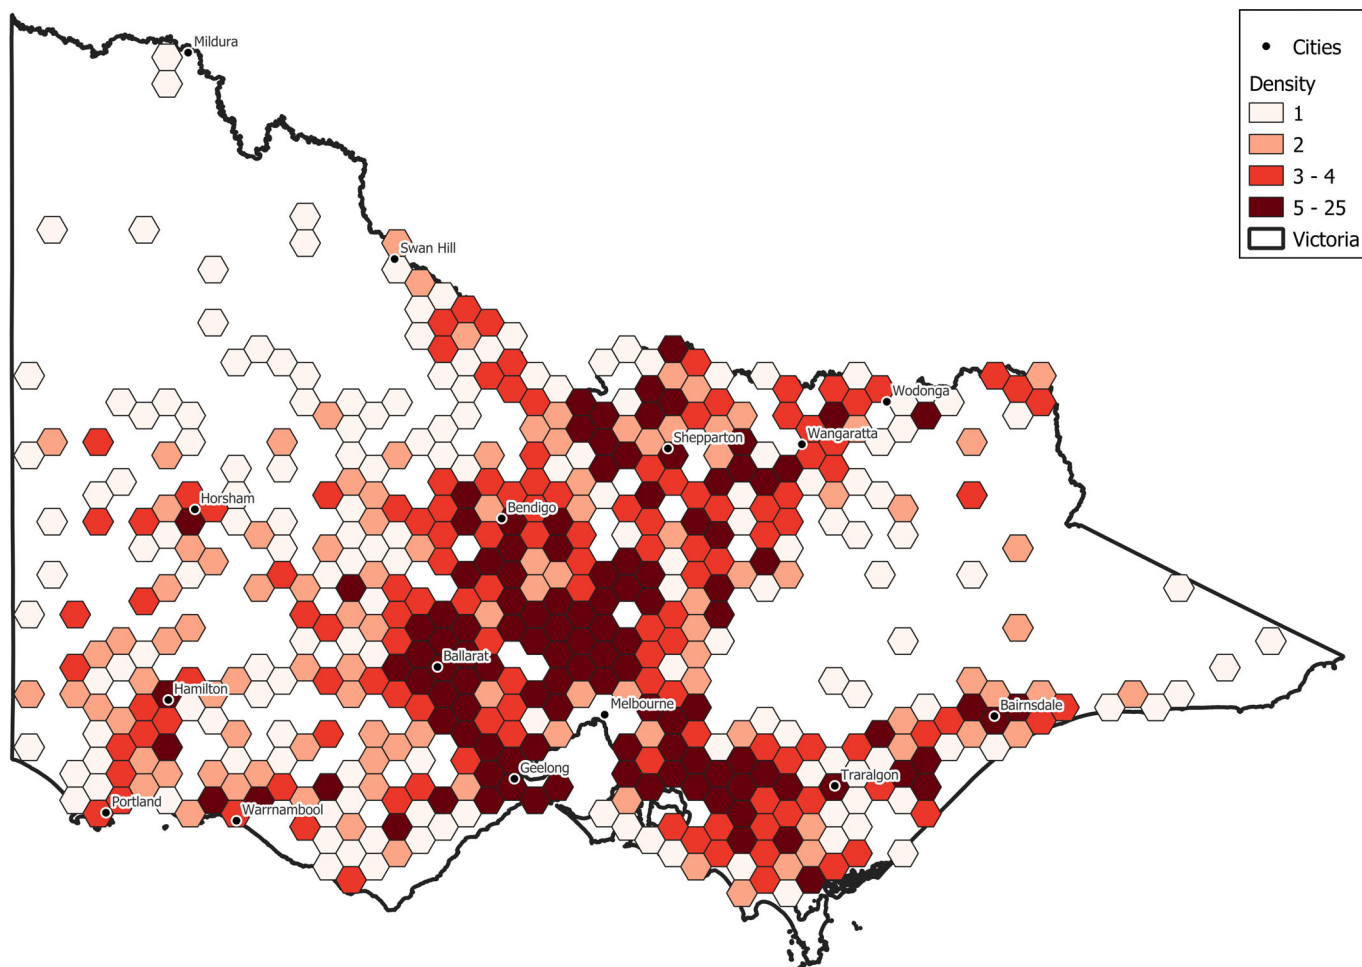 Mildura
Cities
Density
1
2
3 - 4
5 - 25
Victoria
Swan Hill
Wodonga
Shepparton
Wangaratta
Horsham
Bendigo
Ballarat
Hamilton
Melbourne
Bairnsdale
Geelong
Traralgon
Portland
Warrnambool